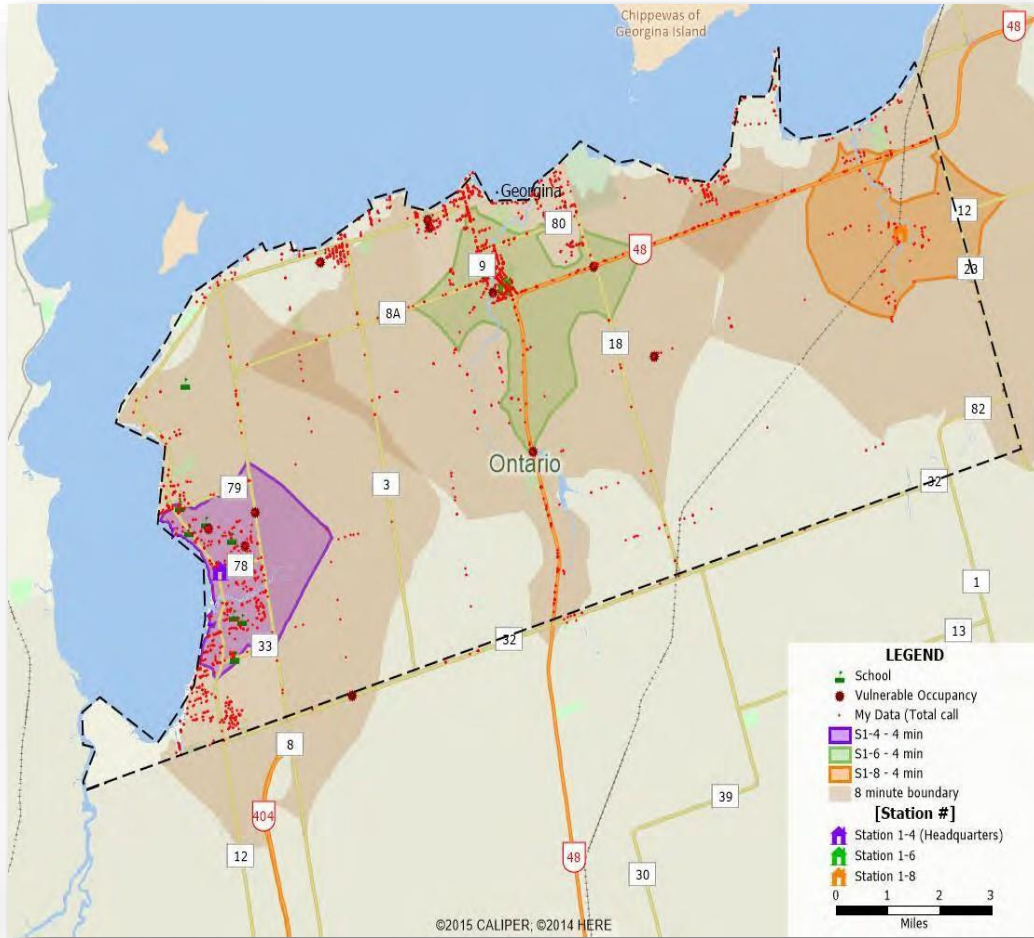 Chippewas of
Georgina Island
48
Georgina
80
12
9
48
23
8A
18
82
Ontario
79
3
32
78
1
33
32
13
8
39
404
12
48
30
LEGEND
School
Vulnerable Occupancy
My Data (Total call
S1-4 - 4 min
S1-6 - 4 min
S1-8 - 4 min
8 minute boundary
[Station #]
Station 1-4 (Headquarters)
Station 1-6
Station 1-8
0 1 2 3
Miles
©2015 CALIPER; ©2014 HERE